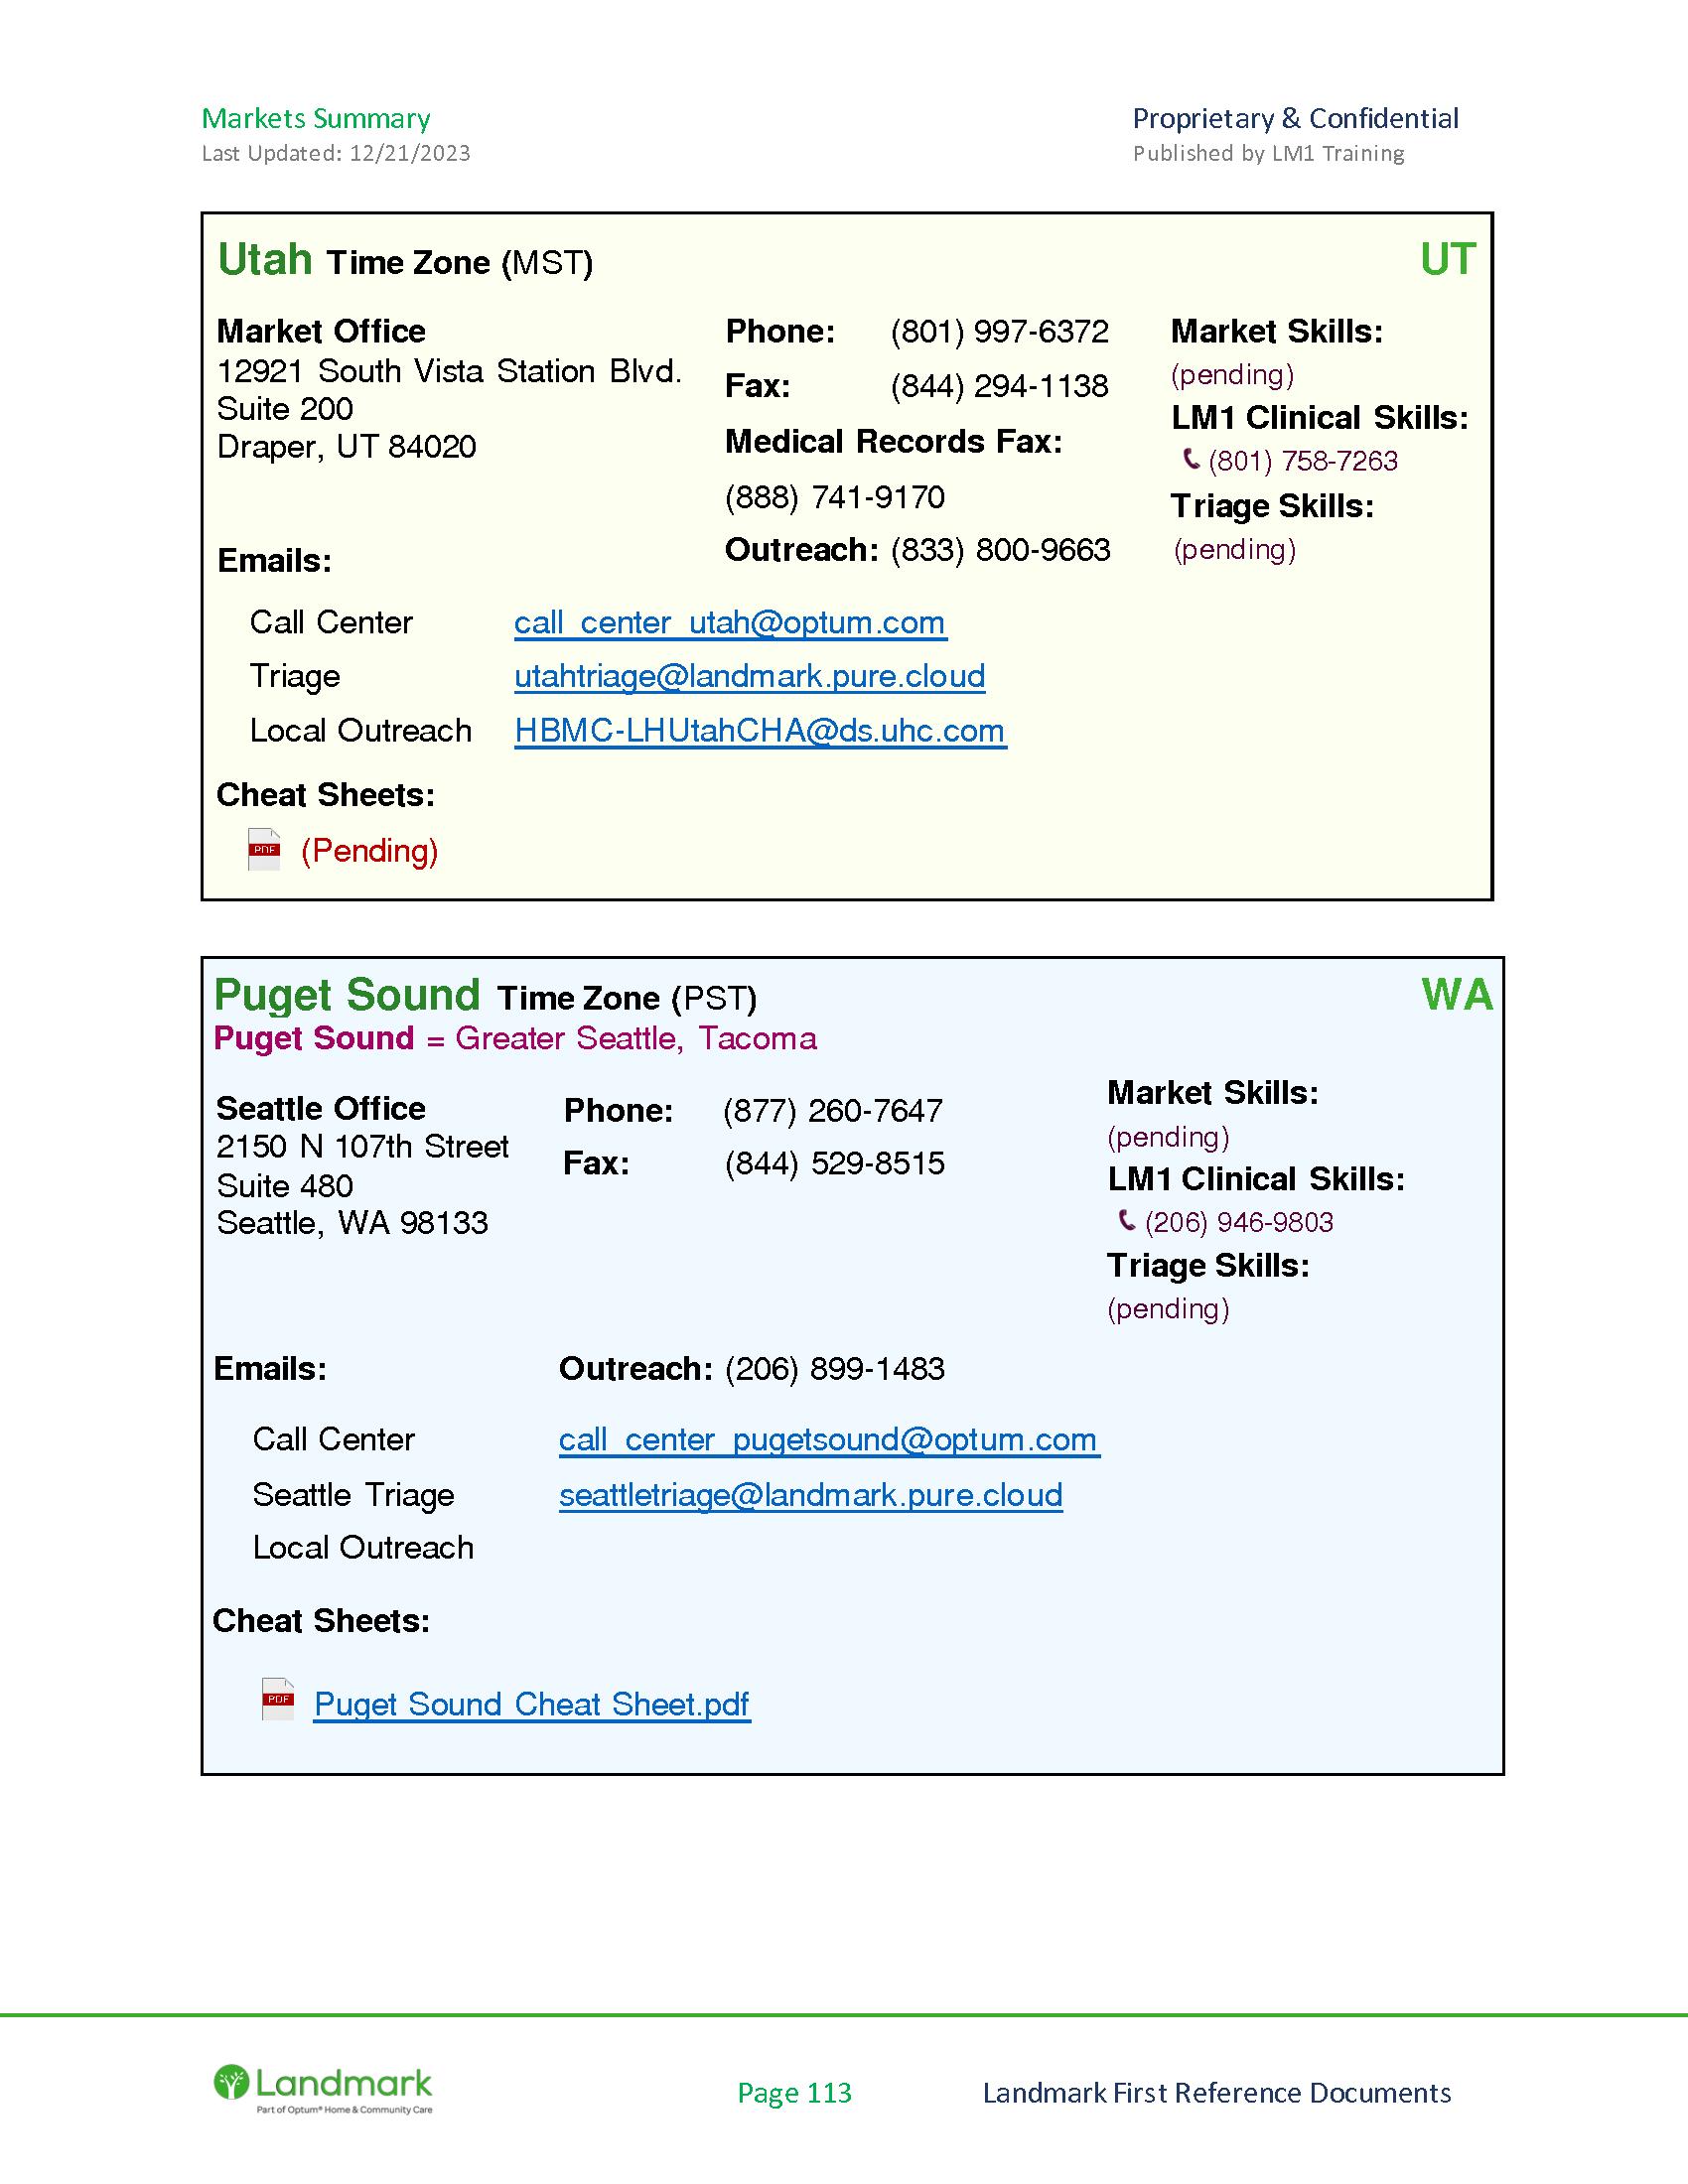 Markets Summary
Last Updated: 12/21/2023
Proprietary & Confidential
Published by LM1 Training
Utah Time Zone (MST)
UT
Market Office
12921 South Vista Station Blvd.
Suite 200
Draper, UT 84020
Phone: (801) 997-6372
Fax: (844) 294-1138
Medical Records Fax:
(888) 741-9170
Outreach: (833) 800-9663
Market Skills:
(pending)
LM1 Clinical Skills:
(801) 758-7263
Triage Skills:
(pending)
Emails:
Call Center call_center_utah@optum.com
Triage utahtriage@landmark.pure.cloud
Local Outreach HBMC-LHUtahCHA@ds.uhc.com
Cheat Sheets:
PDF (Pending)
Puget Sound Time Zone (PST)
WA
Puget Sound = Greater Seattle, Tacoma
Seattle Office
2150 N 107th Street
Suite 480
Seattle, WA 98133
Phone: (877) 260-7647
Fax: (844) 529-8515
Market Skills:
(pending)
LM1 Clinical Skills:
(206) 946-9803
Triage Skills:
(pending)
Emails:
Outreach: (206) 899-1483
Call Center call_center_pugetsound@optum.com
Seattle Triage seattletriage@landmark.pure.cloud
Local Outreach
Cheat Sheets:
PDF Puget Sound Cheat Sheet.pdf
Landmark
Part of Optum® Home & Community Care
Page 113
Landmark First Reference Documents